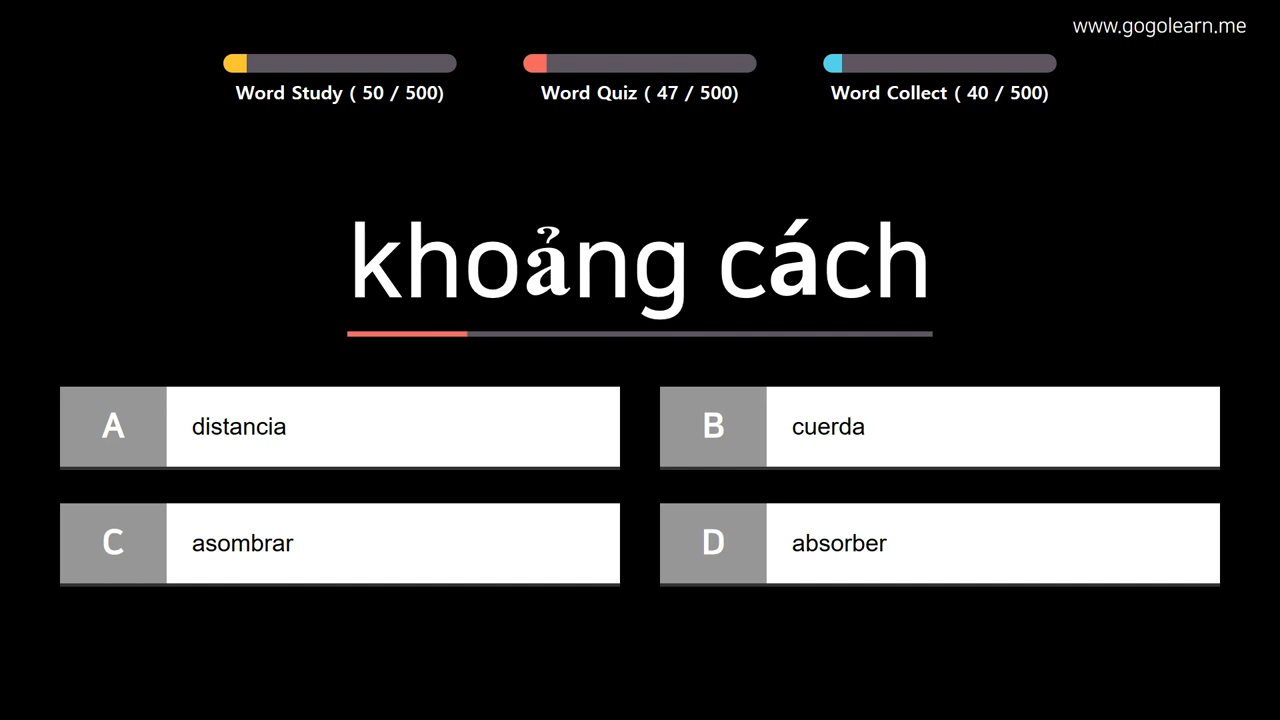 www.gogolearn.me
Word Study ( 50 / 500)
Word Quiz ( 47 / 500)
Word Collect ( 40 / 500)
khoảng cách
A distancia
B cuerda
C asombrar
D absorber